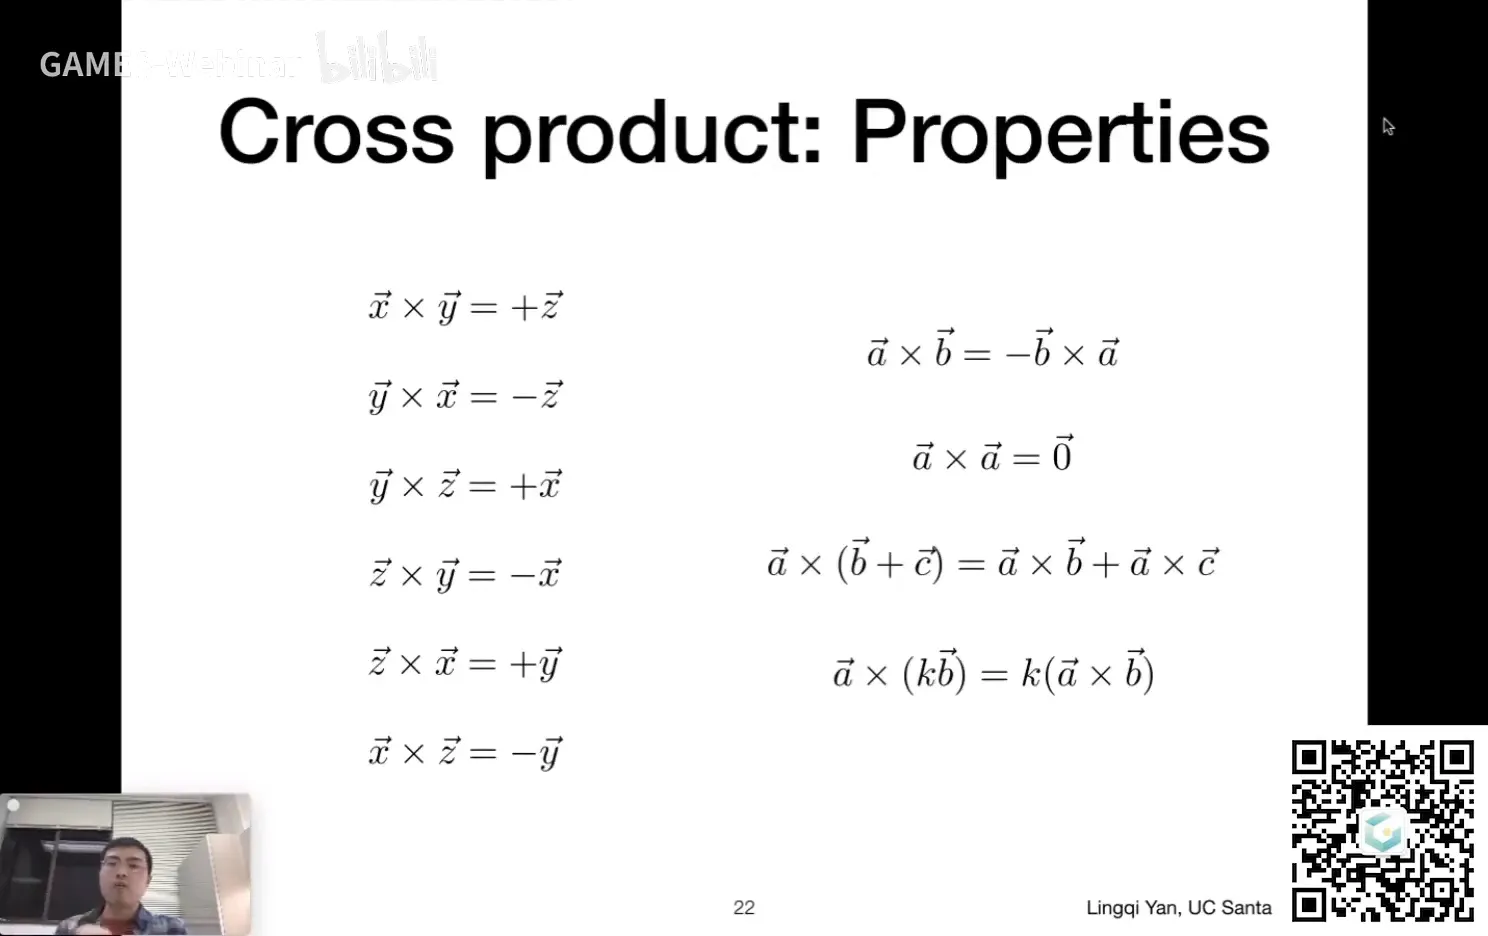 GAMES-Webinar bilibili
Cross product: Properties
$\vec{x} \times \vec{y} = +\vec{z}$
$\vec{y} \times \vec{x} = -\vec{z}$
$\vec{y} \times \vec{z} = +\vec{x}$
$\vec{z} \times \vec{y} = -\vec{x}$
$\vec{z} \times \vec{x} = +\vec{y}$
$\vec{x} \times \vec{z} = -\vec{y}$
$\vec{a} \times \vec{b} = -\vec{b} \times \vec{a}$
$\vec{a} \times \vec{a} = \vec{0}$
$\vec{a} \times (\vec{b} + \vec{c}) = \vec{a} \times \vec{b} + \vec{a} \times \vec{c}$
$\vec{a} \times (k\vec{b}) = k(\vec{a} \times \vec{b})$
22
Lingqi Yan, UC Santa